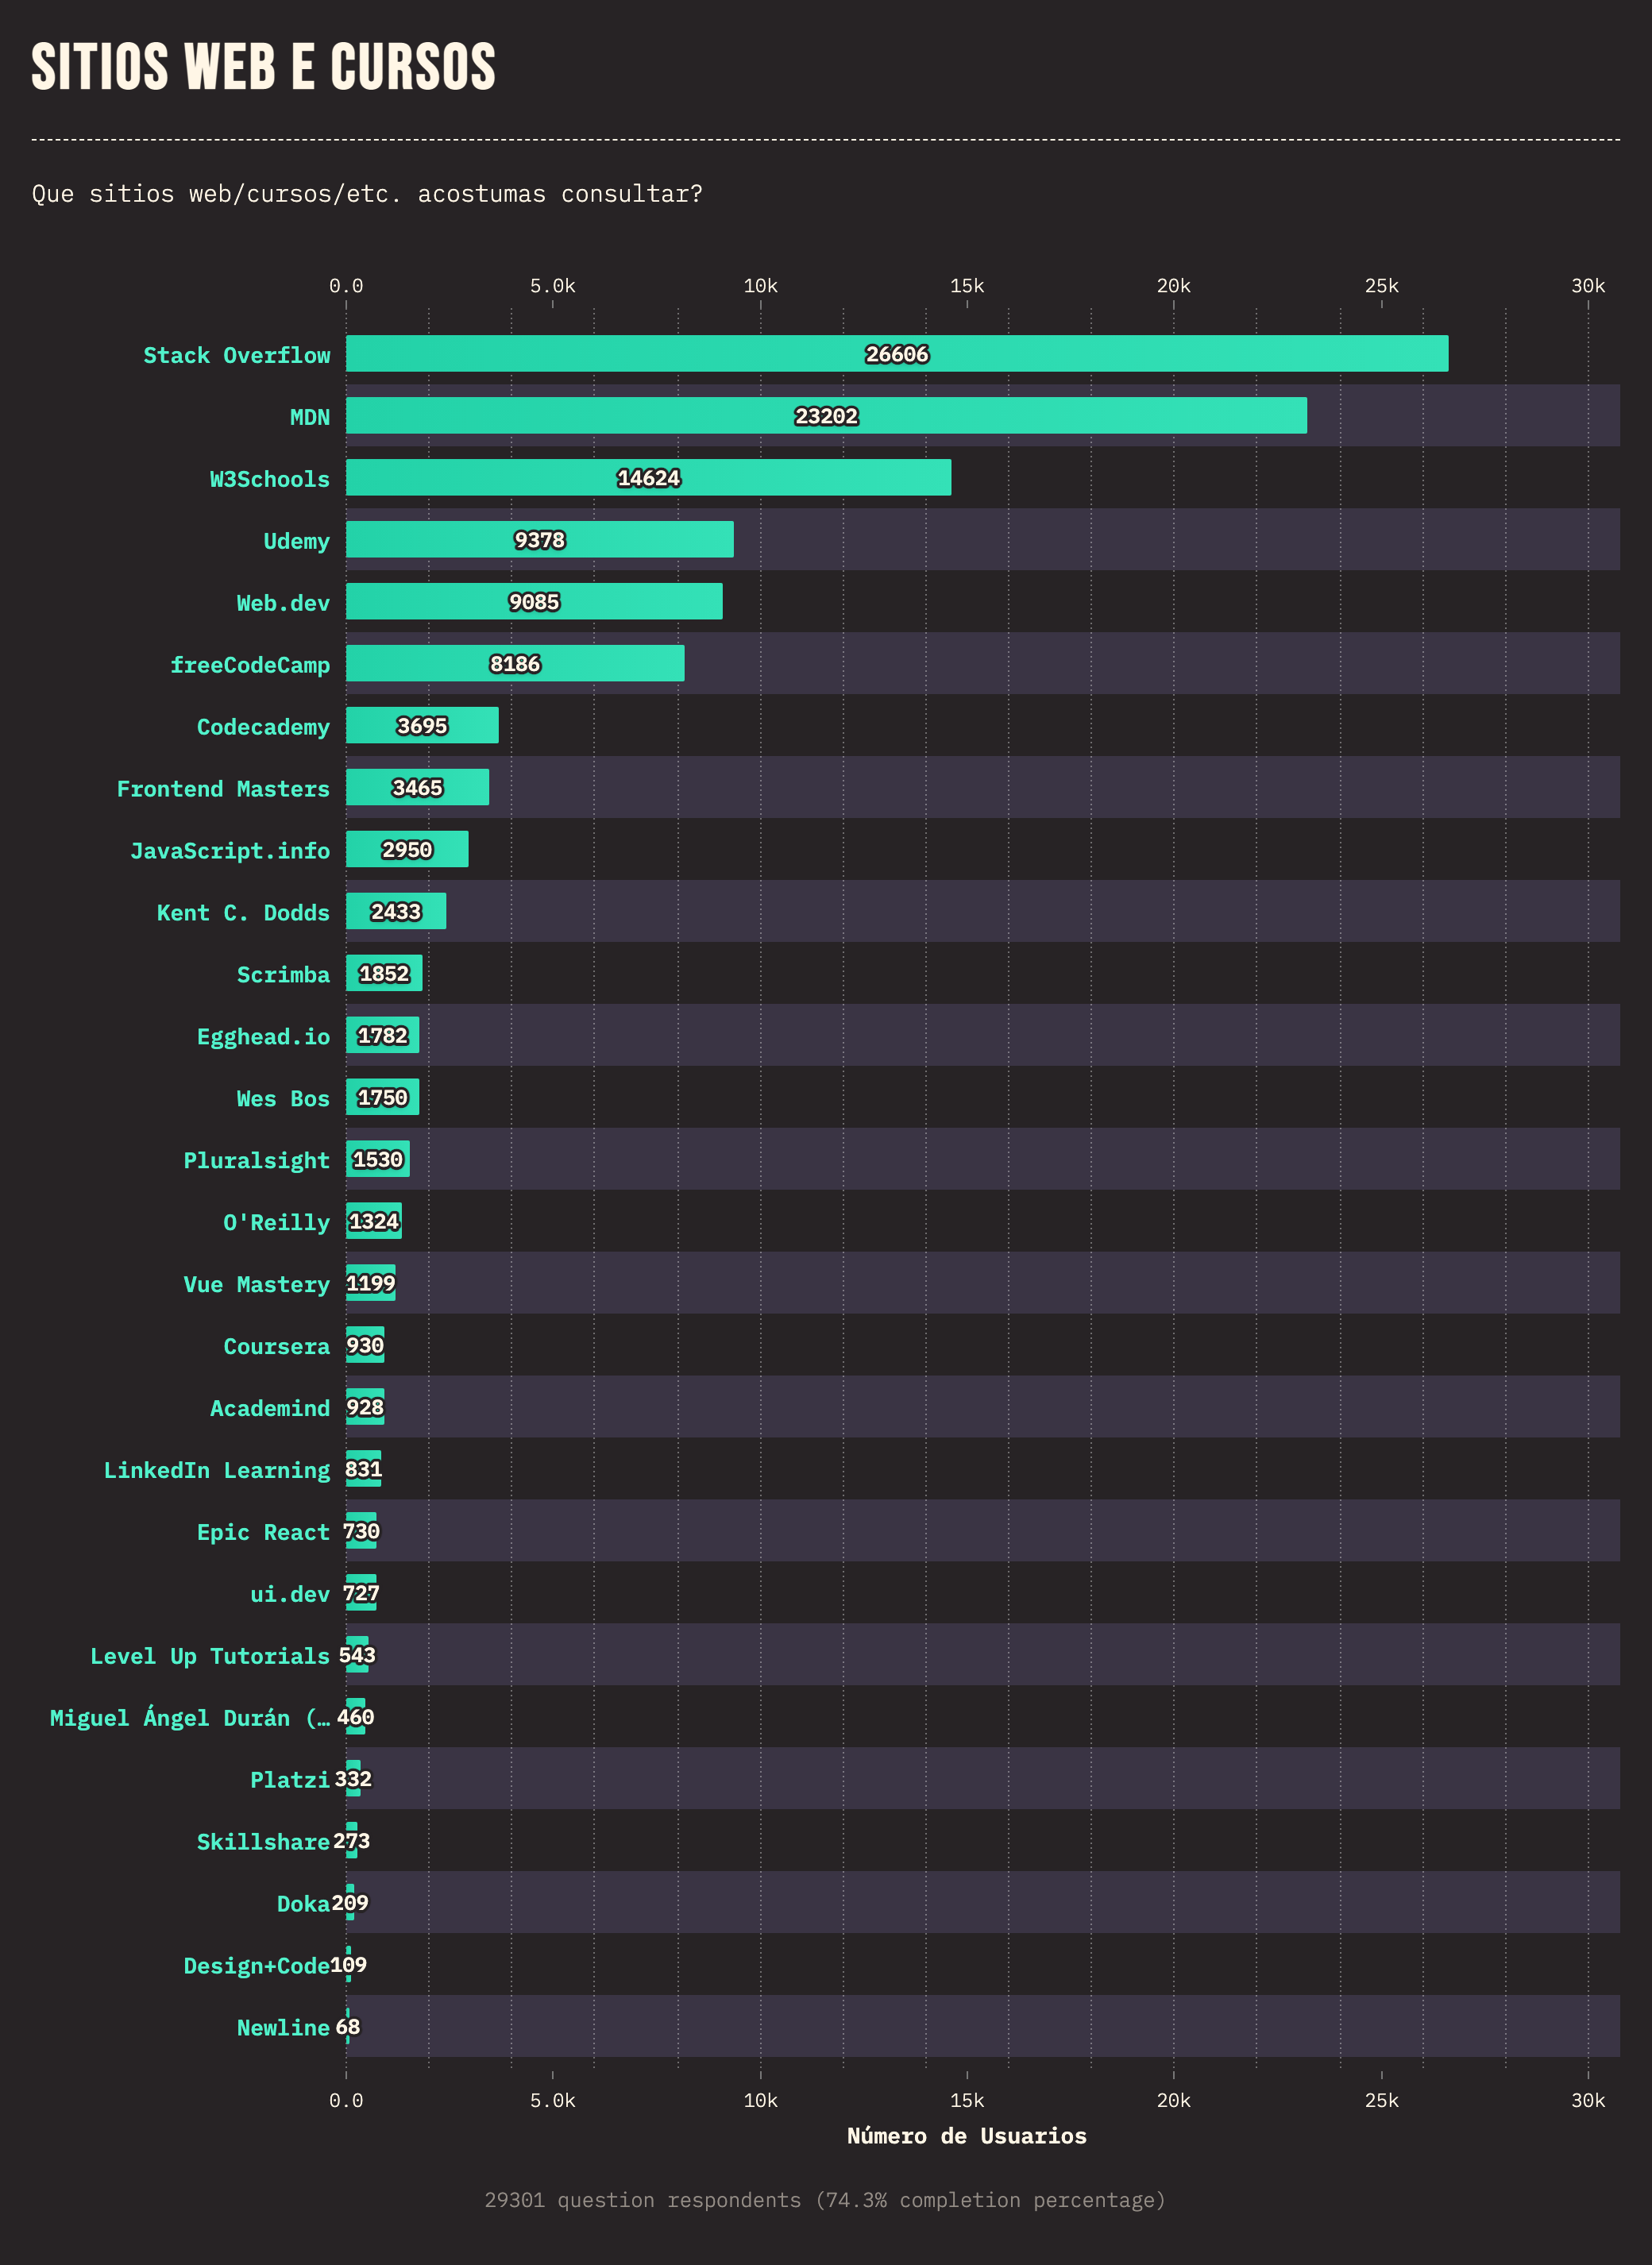 SITIOS WEB E CURSOS
Que sitios web/cursos/etc. acostumas consultar?
0.0 5.0k 10k 15k 20k 25k 30k
Stack Overflow 26606
MDN 23202
W3Schools 14624
Udemy 9378
Web.dev 9085
freeCodeCamp 8186
Codecademy 3695
Frontend Masters 3465
JavaScript.info 2950
Kent C. Dodds 2433
Scrimba 1852
Egghead.io 1782
Wes Bos 1750
Pluralsight 1530
O'Reilly 1324
Vue Mastery 1199
Coursera 930
Academind 928
LinkedIn Learning 831
Epic React 730
ui.dev 727
Level Up Tutorials 543
Miguel Ángel Durán (… 460
Platzi 332
Skillshare 273
Doka 209
Design+Code 109
Newline 68
0.0 5.0k 10k 15k 20k 25k 30k
Número de Usuarios
29301 question respondents (74.3% completion percentage)